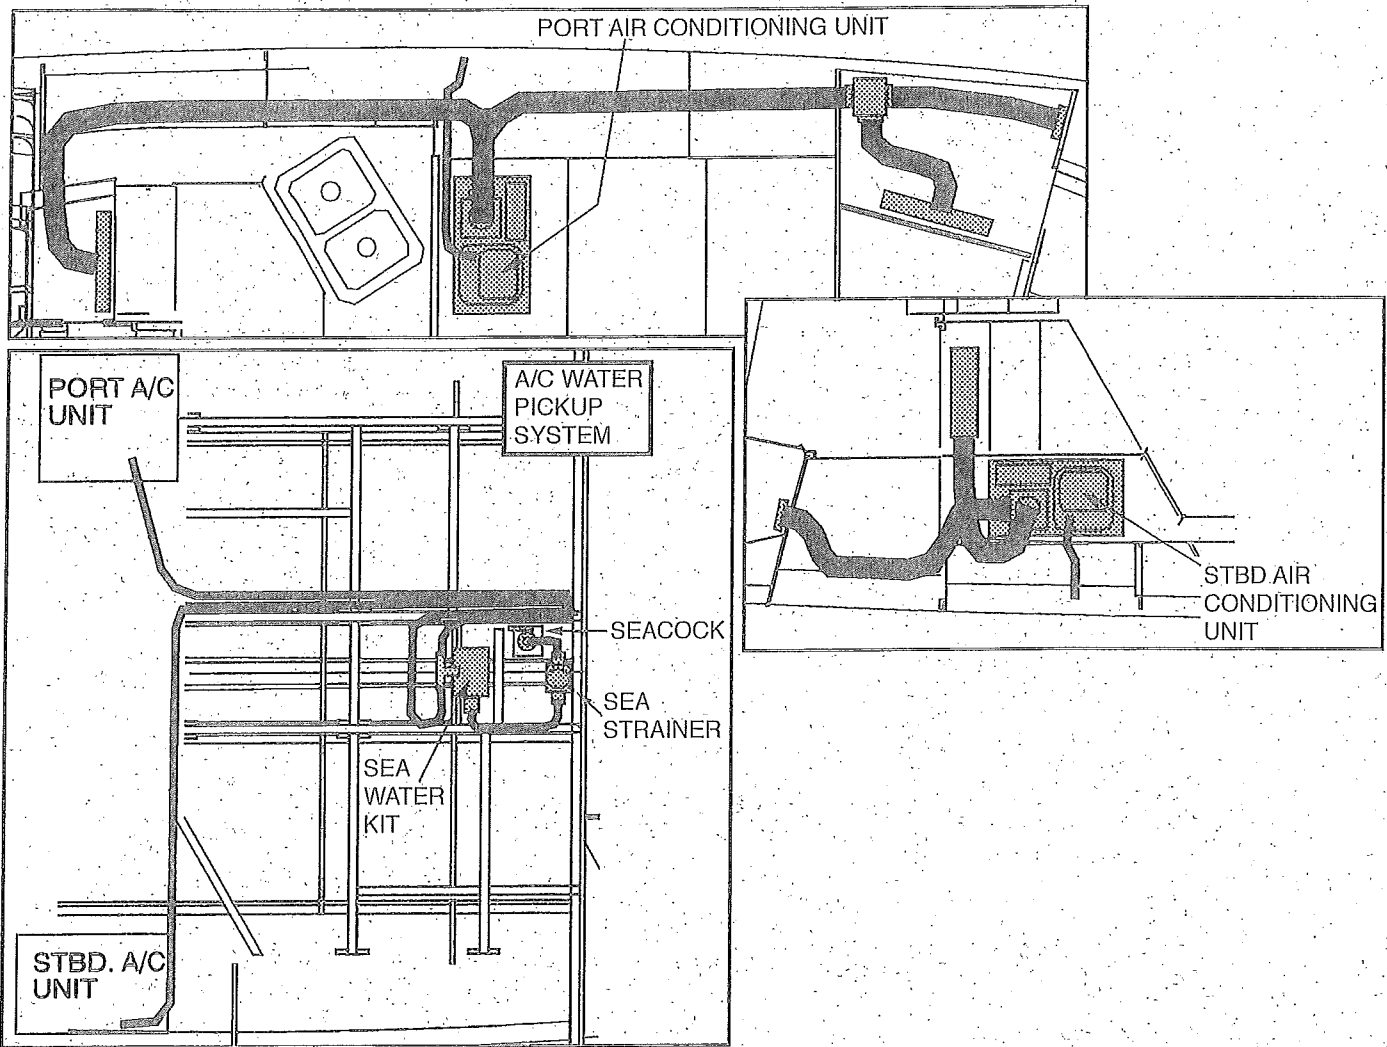 PORT AIR CONDITIONING UNIT
PORT A/C
UNIT
A/C WATER
PICKUP
SYSTEM
SEACOCK
SEA
STRAINER
SEA
WATER
KIT
STBD. A/C
UNIT
STBD AIR
CONDITIONING
UNIT